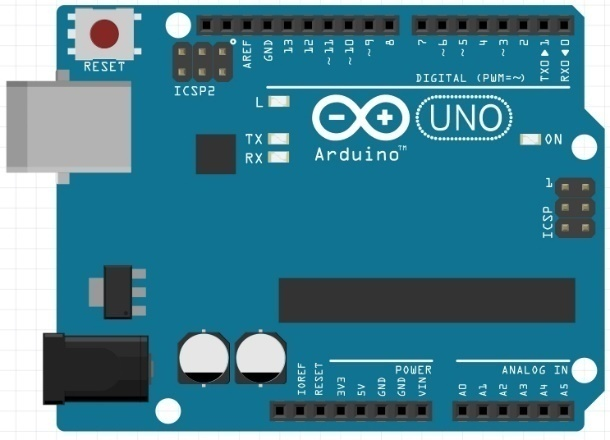 RESET
ICSP2
AREF
GND
13
12
~11
~10
~9
8
7
~6
~5
4
~3
2
TX0 ▶ 1
RX0 ◀ 0
DIGITAL (PWM=~)
L
TX
RX
Arduino™
UNO
ON
1
ICSP
POWER
ANALOG IN
IOREF
RESET
3V3
5V
GND
GND
VIN
A0
A1
A2
A3
A4
A5